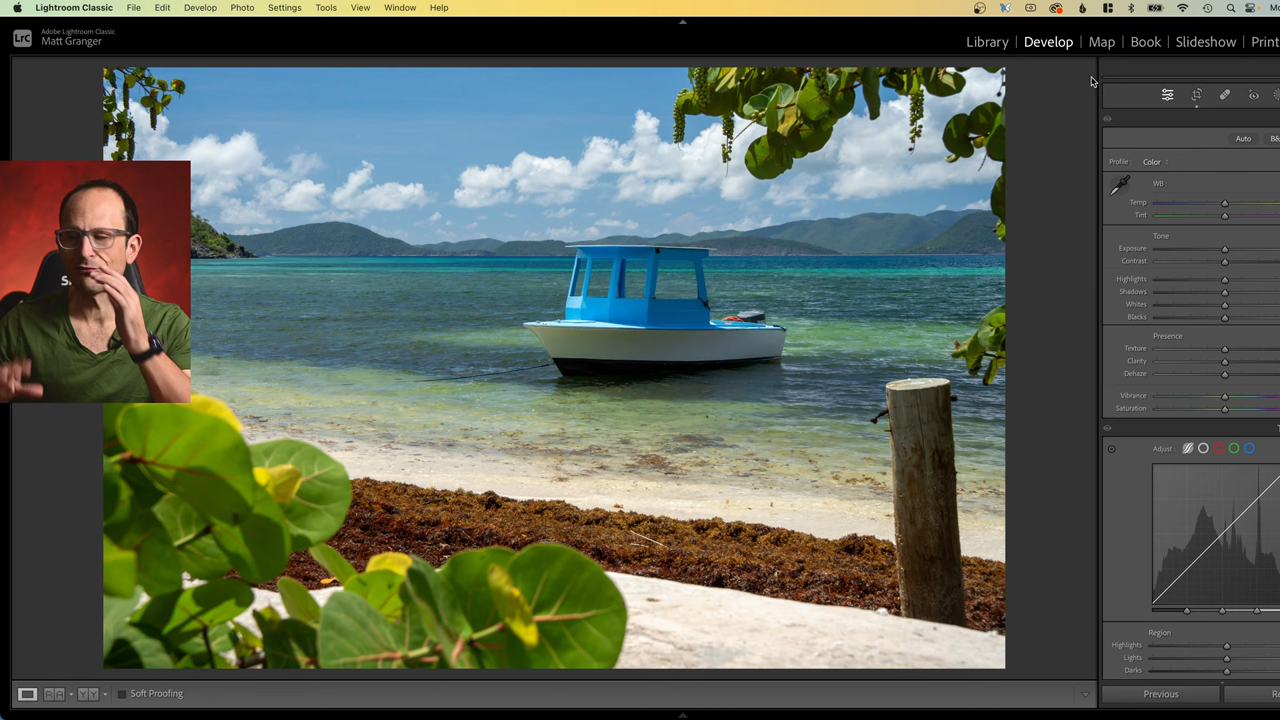 Lightroom Classic File Edit Develop Photo Settings Tools View Window Help
LrC
Adobe Lightroom Classic
Matt Granger
Library | Develop | Map | Book | Slideshow | Print
Auto
Profile : Color
WB :
Temp
Tint
Tone
Exposure
Contrast
Highlights
Shadows
Whites
Blacks
Presence
Texture
Clarity
Dehaze
Vibrance
Saturation
Adjust :
Region
Highlights
Lights
Darks
Soft Proofing
Previous